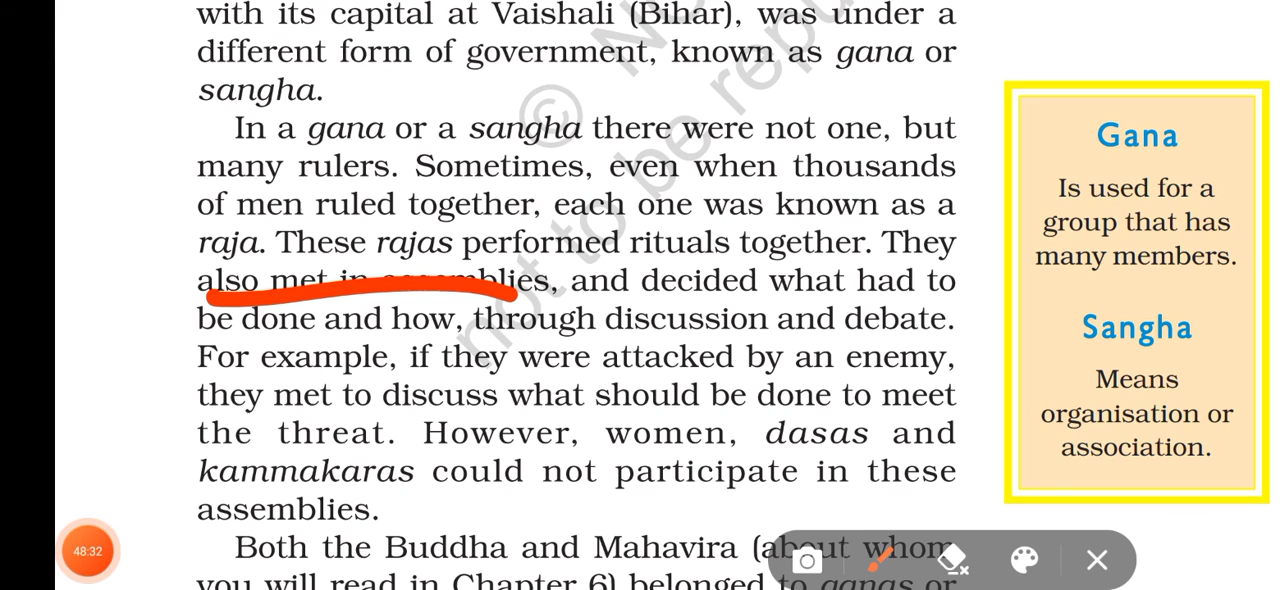 with its capital at Vaishali (Bihar), was under a
different form of government, known as gana or
sangha.
In a gana or a sangha there were not one, but
many rulers. Sometimes, even when thousands
of men ruled together, each one was known as a
raja. These rajas performed rituals together. They
also met in assemblies, and decided what had to
be done and how, through discussion and debate.
For example, if they were attacked by an enemy,
they met to discuss what should be done to meet
the threat. However, women, dasas and
kammakaras could not participate in these
assemblies.
Both the Buddha and Mahavira (about whom
you will read in Chapter 6) belonged to ganas or
Gana
Is used for a
group that has
many members.
Sangha
Means
organisation or
association.
© N
not to be repu
48:32